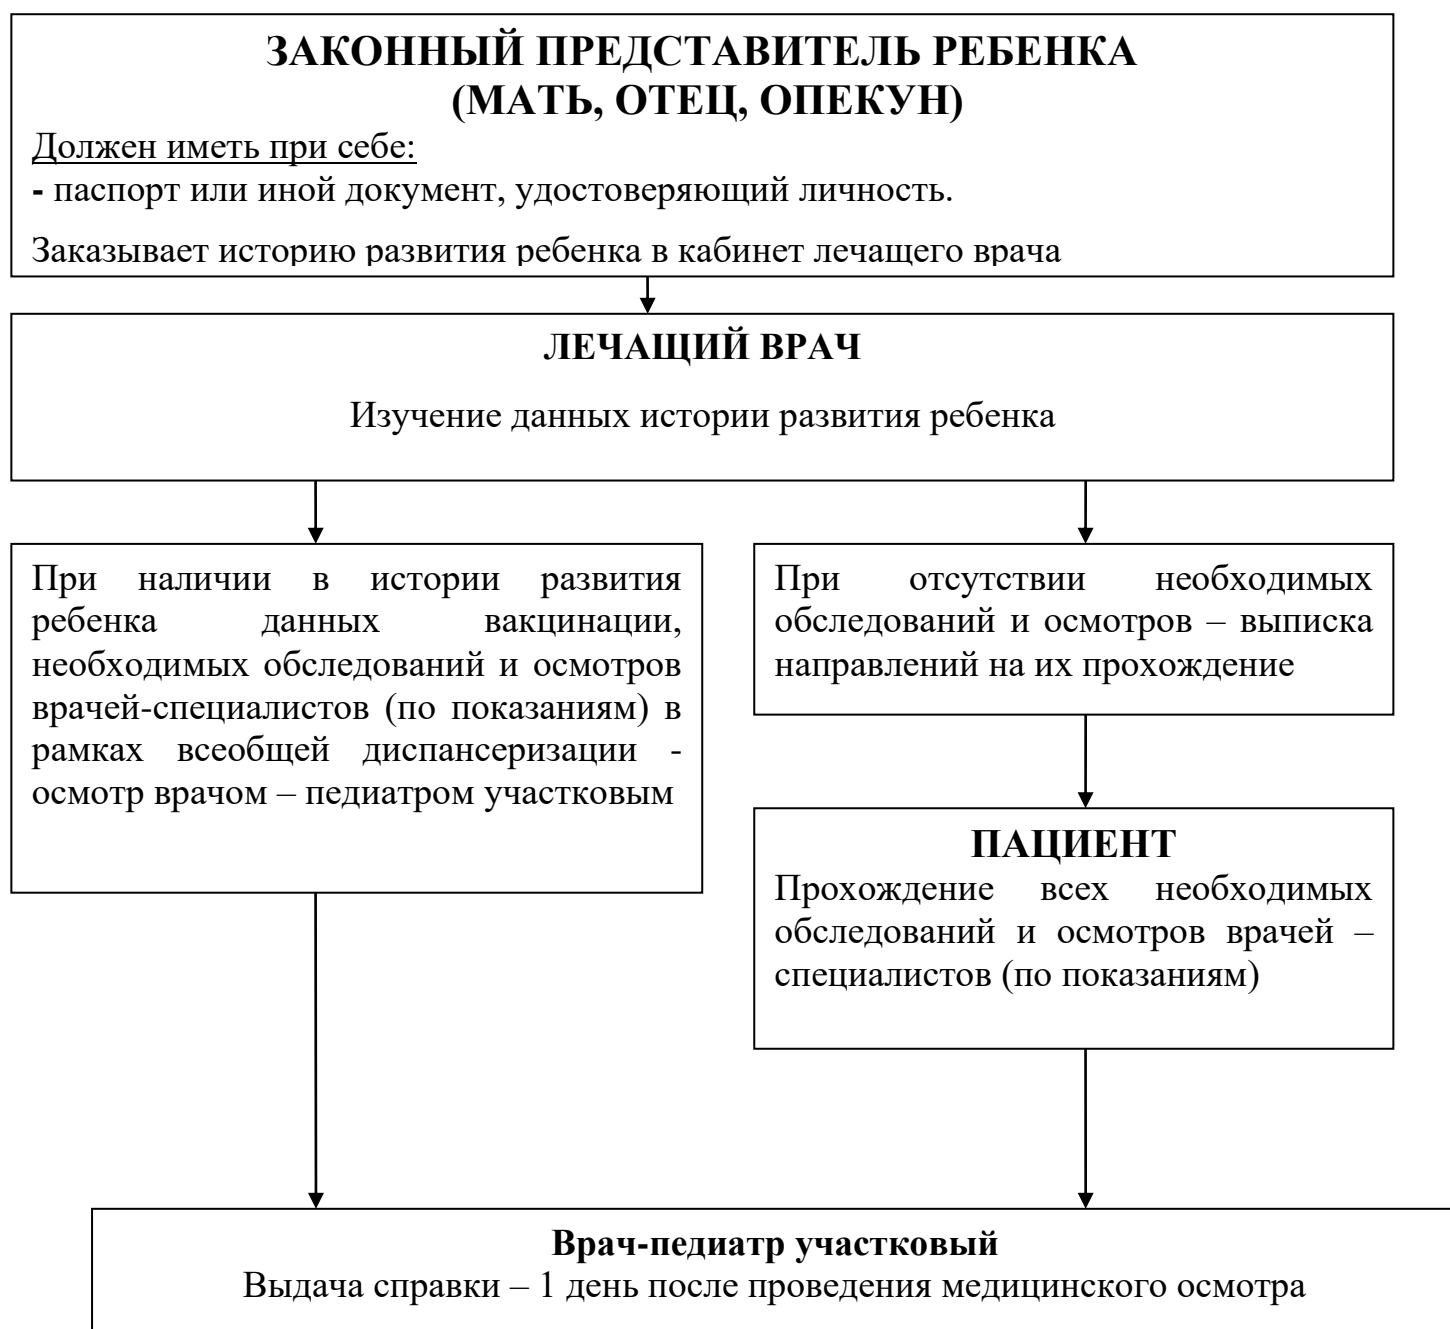 ЗАКОННЫЙ ПРЕДСТАВИТЕЛЬ РЕБЕНКА
(МАТЬ, ОТЕЦ, ОПЕКУН)
Должен иметь при себе:
- паспорт или иной документ, удостоверяющий личность.
Заказывает историю развития ребенка в кабинет лечащего врача
ЛЕЧАЩИЙ ВРАЧ
Изучение данных истории развития ребенка
При наличии в истории развития
ребенка данных вакцинации,
необходимых обследований и осмотров
врачей-специалистов (по показаниям) в
рамках всеобщей диспансеризации -
осмотр врачом – педиатром участковым
При отсутствии необходимых
обследований и осмотров – выписка
направлений на их прохождение
ПАЦИЕНТ
Прохождение всех необходимых
обследований и осмотров врачей –
специалистов (по показаниям)
Врач-педиатр участковый
Выдача справки – 1 день после проведения медицинского осмотра